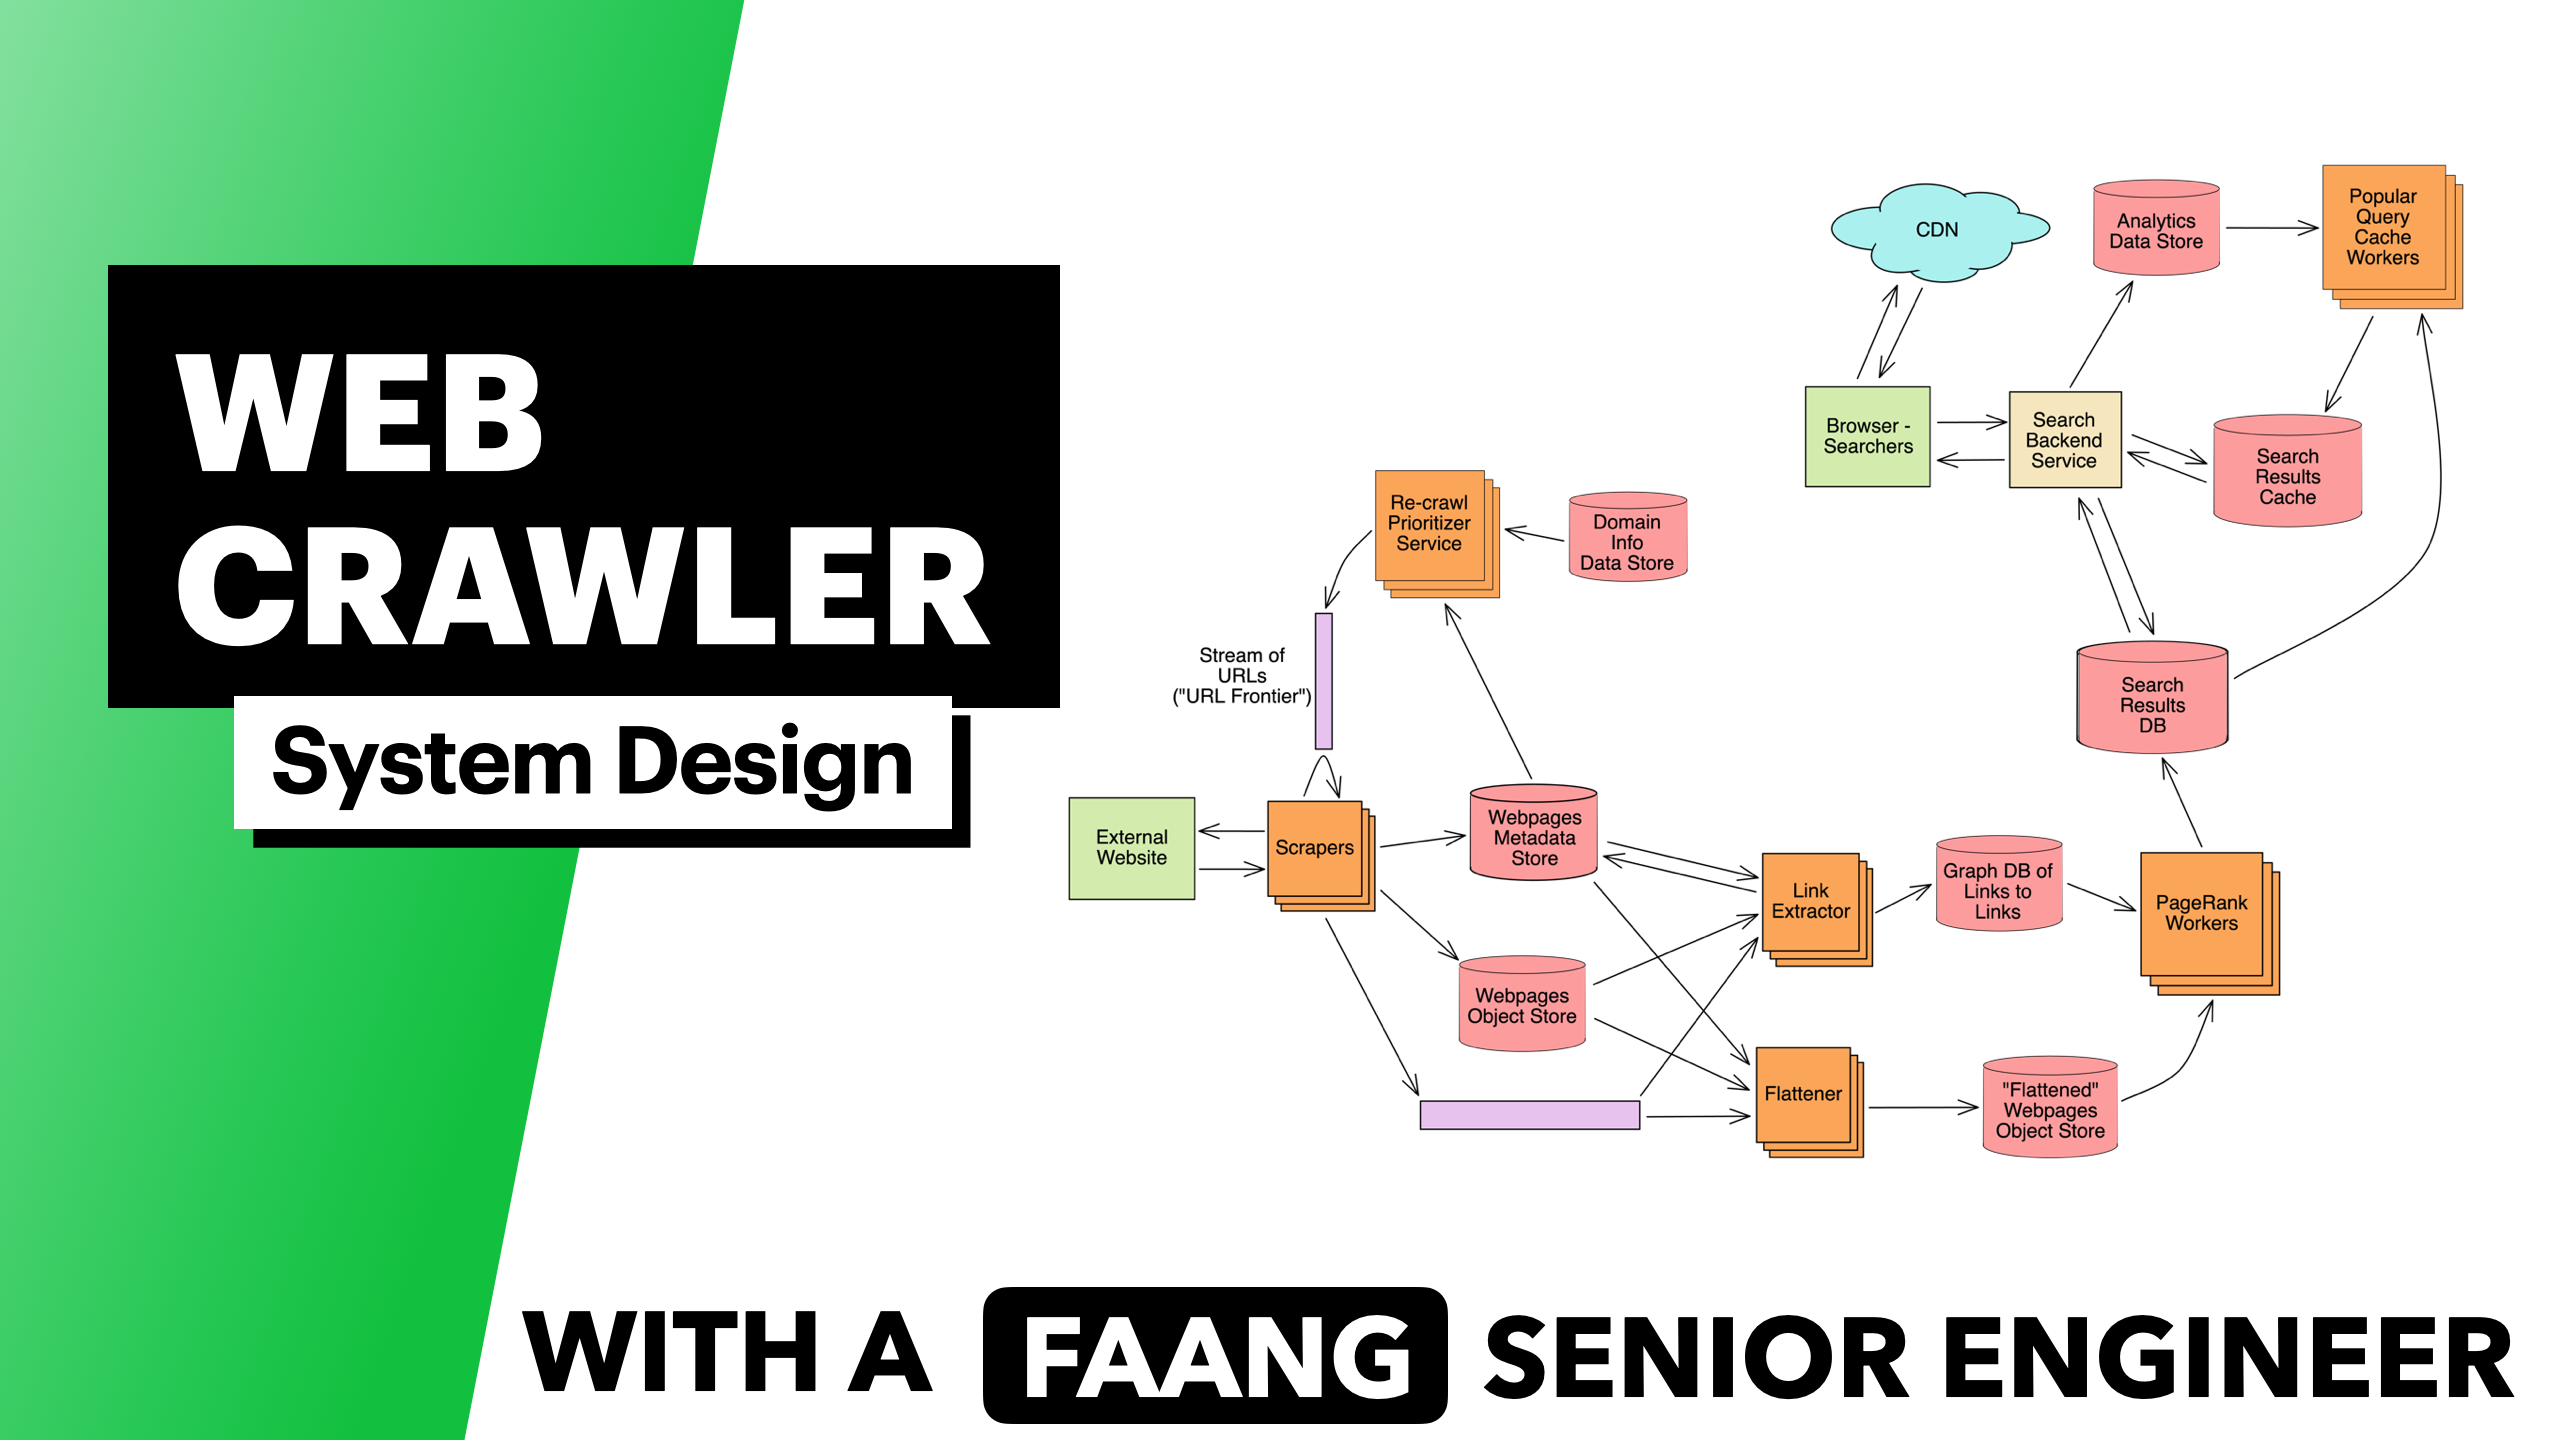 WEB
CRAWLER
System Design
CDN
Analytics
Data Store
Popular
Query
Cache
Workers
Browser -
Searchers
Search
Backend
Service
Search
Results
Cache
Re-crawl
Prioritizer
Service
Domain
Info
Data Store
Stream of
URLs
("URL Frontier")
Search
Results
DB
External
Website
Scrapers
Webpages
Metadata
Store
Link
Extractor
Graph DB of
Links to
Links
PageRank
Workers
Webpages
Object Store
Flattener
"Flattened"
Webpages
Object Store
WITH A FAANG SENIOR ENGINEER